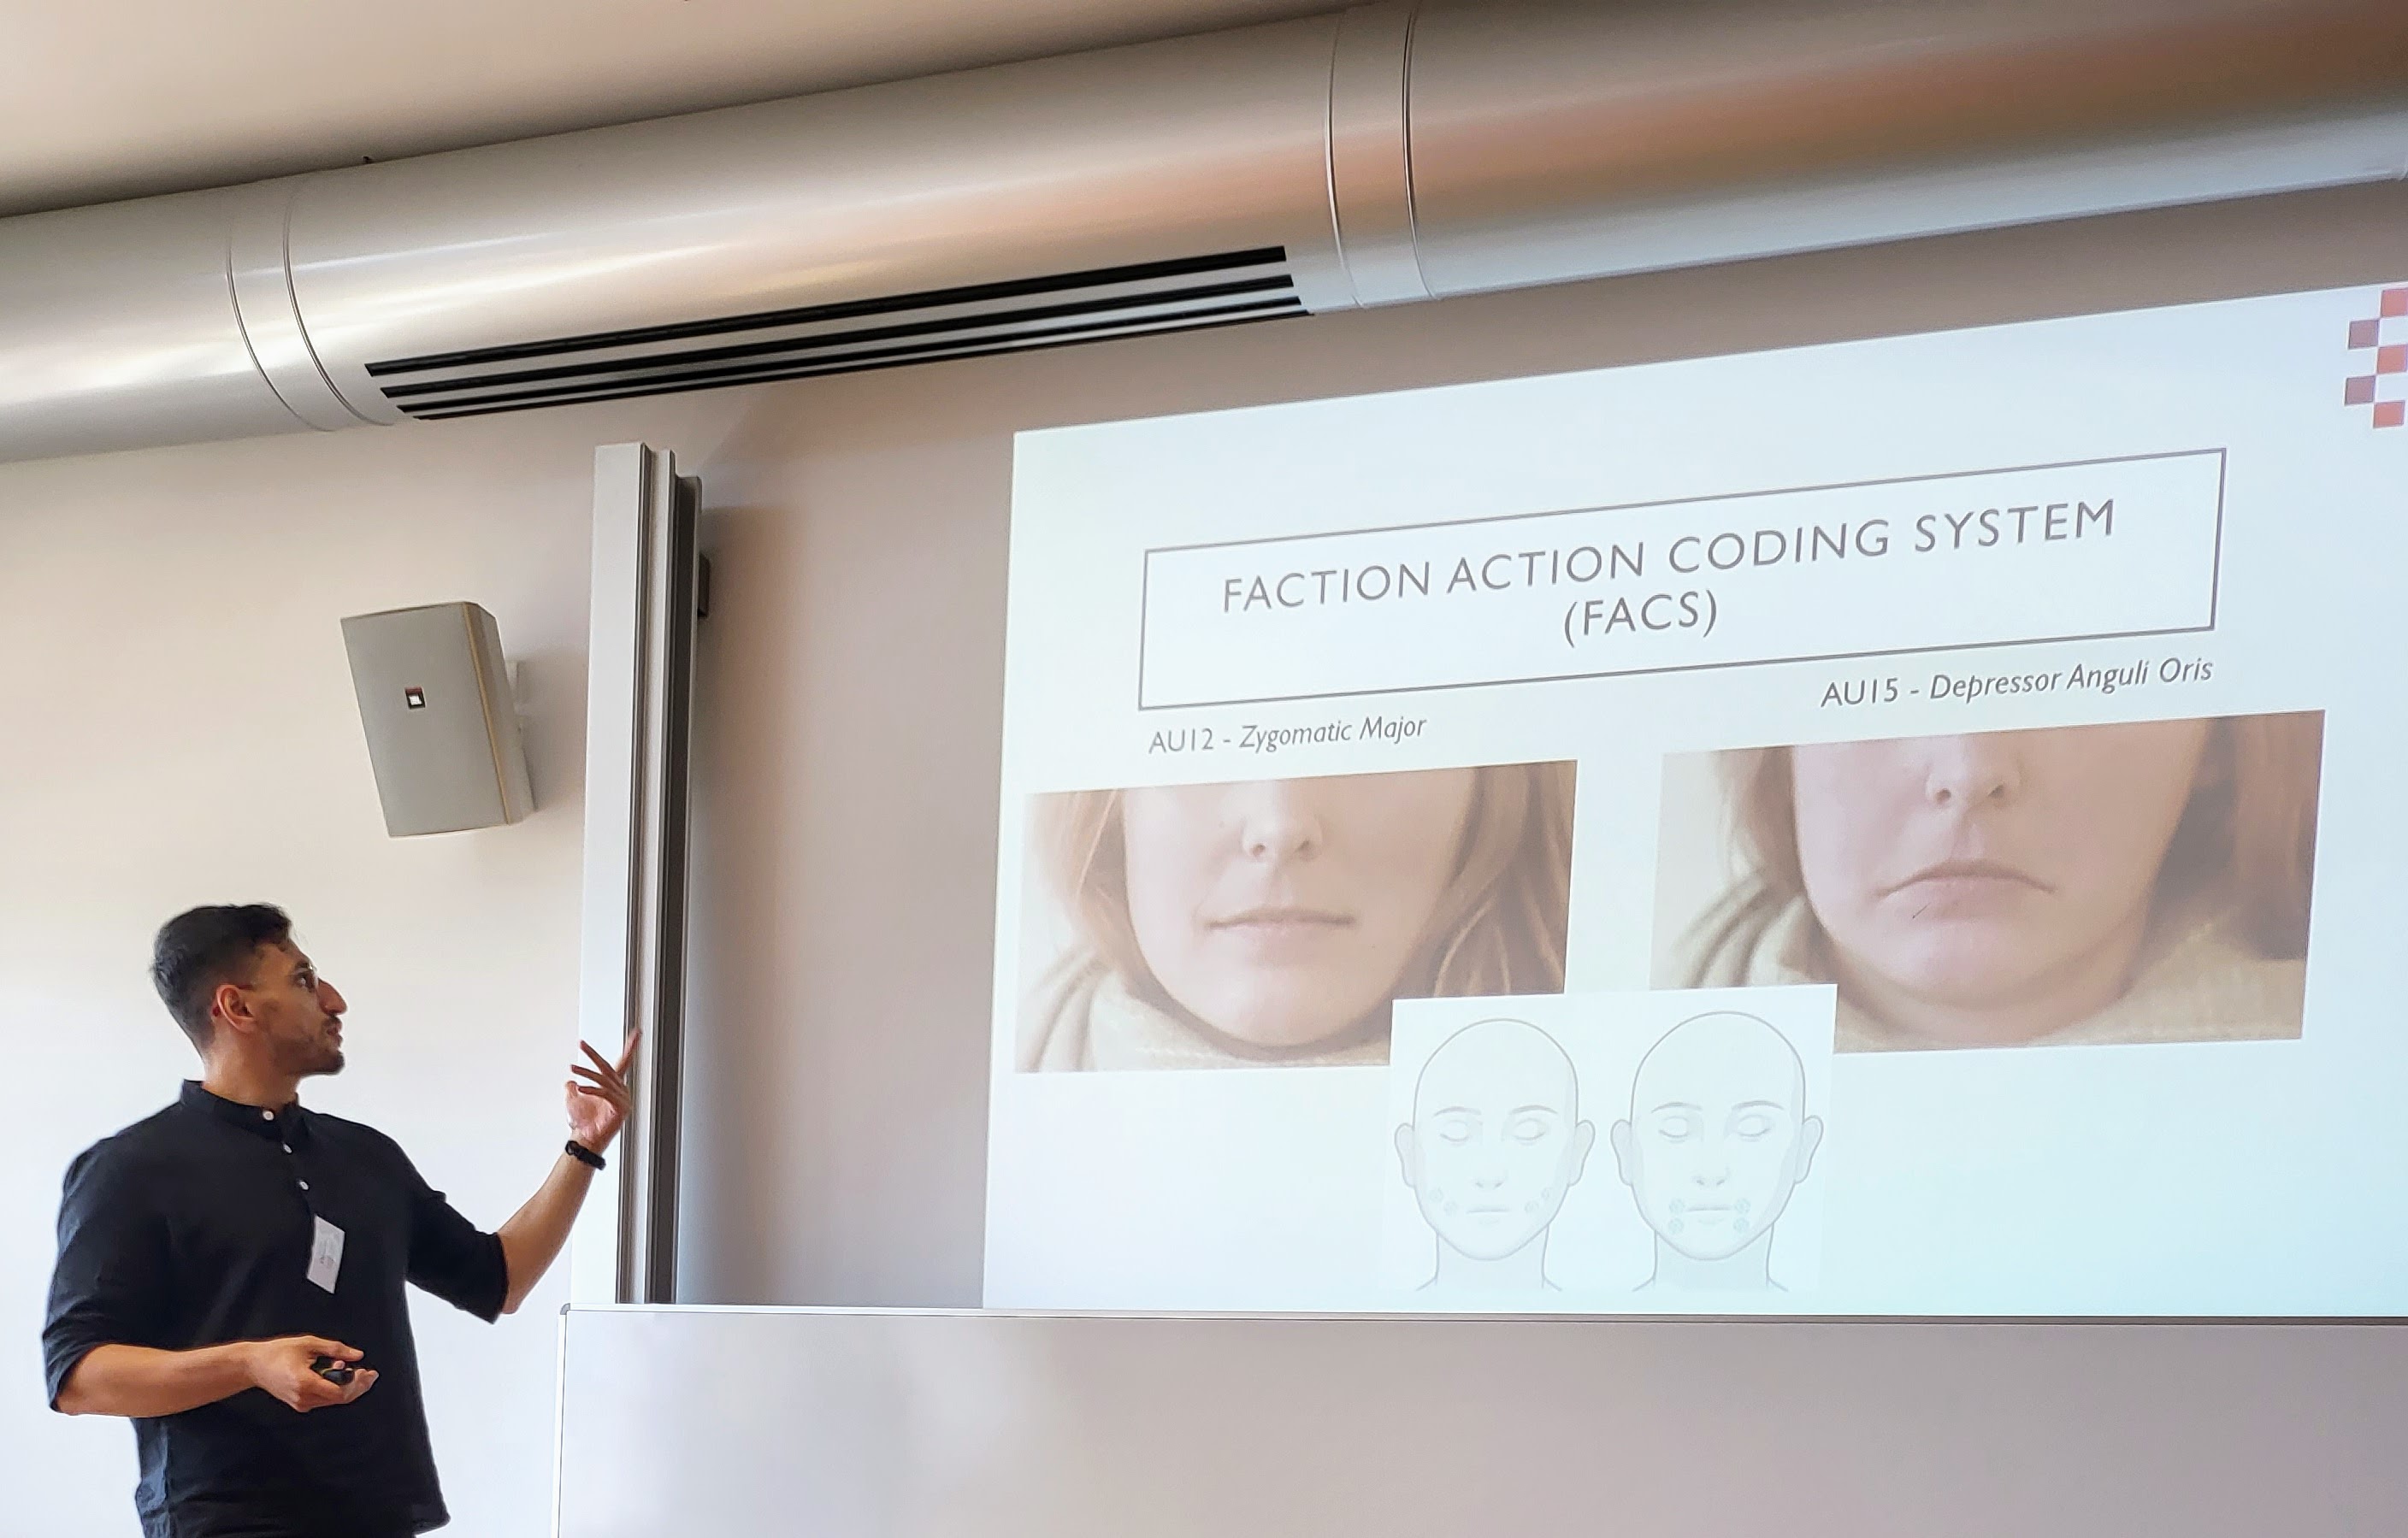 FACTION ACTION CODING SYSTEM
(FACS)
AU12 - Zygomatic Major
AU15 - Depressor Anguli Oris